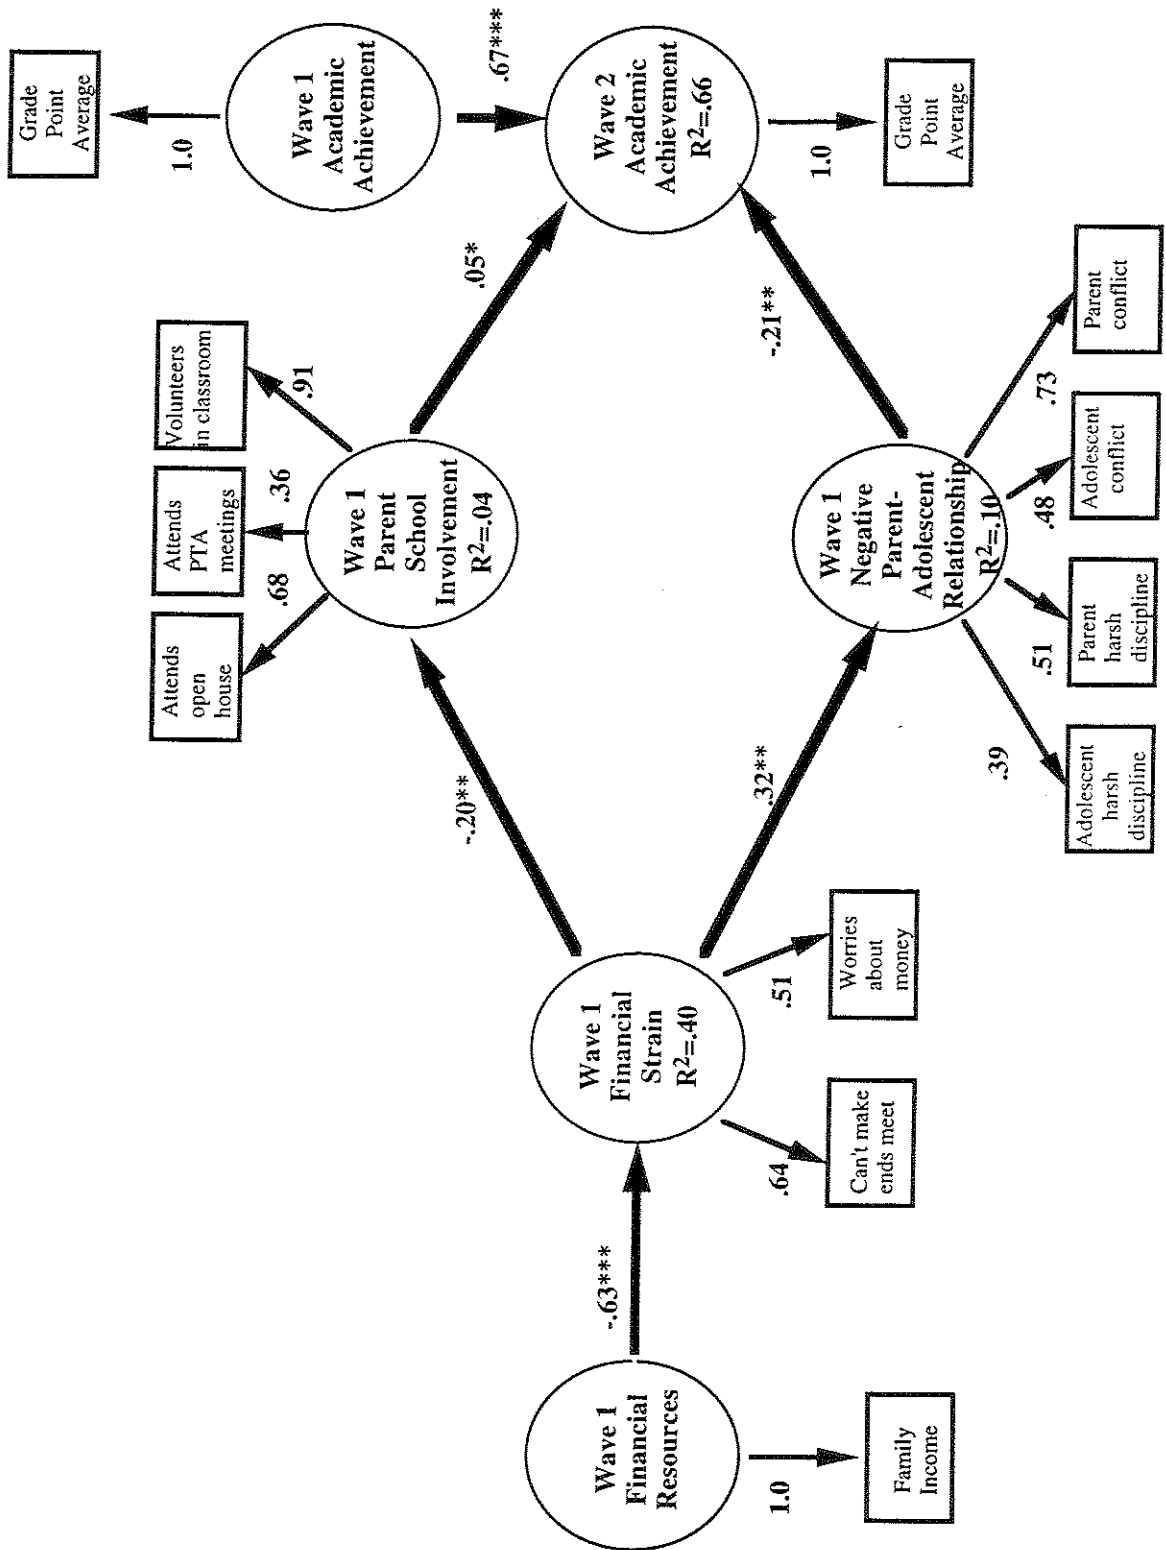 Grade
Point
Average
1.0
Wave 1
Academic
Achievement
.67***
Wave 2
Academic
Achievement
R²=.66
1.0
Grade
Point
Average
Volunteers
in classroom
.91
Attends
PTA
meetings
.36
Attends
open
house
.68
Wave 1
Parent
School
Involvement
R²=.04
.05*
-.21**
Wave 1
Negative
Parent-
Adolescent
Relationship
R²=.10
.73
Parent
conflict
.48
Adolescent
conflict
.51
Parent
harsh
discipline
.39
Adolescent
harsh
discipline
-.20**
.32**
Wave 1
Financial
Strain
R²=.40
.51
Worries
about
money
.64
Can't make
ends meet
-.63***
Wave 1
Financial
Resources
1.0
Family
Income